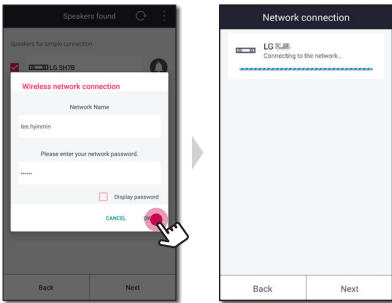 Speakers found
Speakers for simple connection
LG SH7B
Wireless network connection
Network Name
lee.hyinmin
Please enter your network password.
••••••
Display password
CANCEL
Back
Next
Network connection
LG
Connecting to the network...
Back
Next